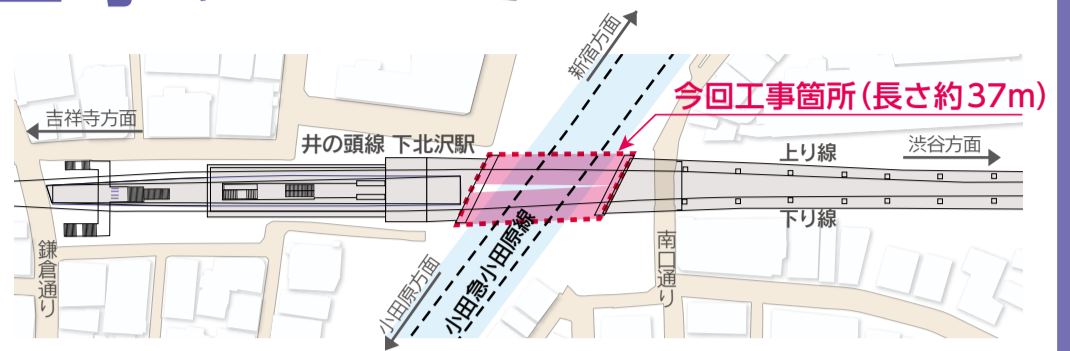 新宿方面
今回工事箇所(長さ約37m)
吉祥寺方面
井の頭線 下北沢駅
上り線
渋谷方面
下り線
鎌倉通り
小田原方面
小田急小田原線
南口通り